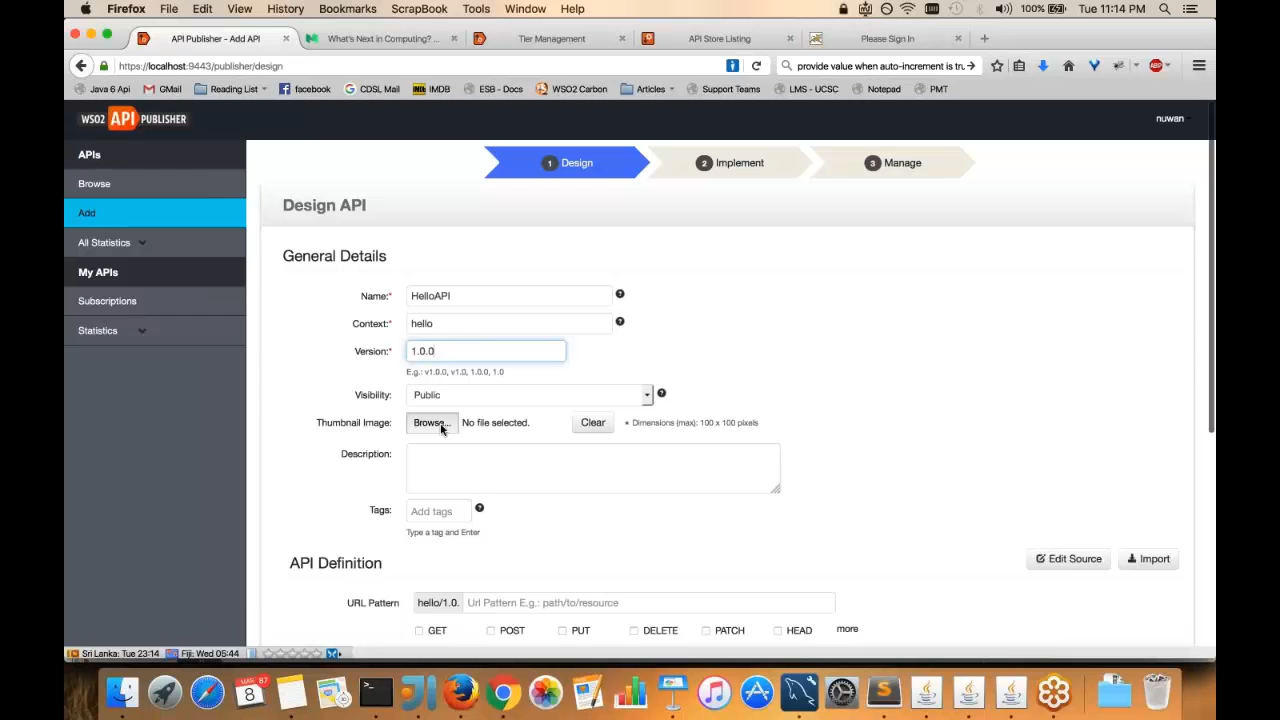 Firefox File Edit View History Bookmarks ScrapBook Tools Window Help 100% Tue 11:14 PM
API Publisher - Add API × What's Next in Computing? ... × Tier Management × API Store Listing × Please Sign In × +
https://localhost:9443/publisher/design provide value when auto-increment is tru
Java 6 Api GMail Reading List facebook CDSL Mail IMDB ESB - Docs WSO2 Carbon Articles Support Teams LMS - UCSC Notepad PMT
WSO2 API PUBLISHER nuwan
APIs
Browse
Add
All Statistics
My APIs
Subscriptions
Statistics
1 Design 2 Implement 3 Manage
Design API
General Details
Name:* HelloAPI
Context:* hello
Version:* 1.0.0
E.g.: v1.0.0, v1.0, 1.0.0, 1.0
Visibility: Public
Thumbnail Image: Browse... No file selected. Clear • Dimensions (max): 100 x 100 pixels
Description:
Tags: Add tags
Type a tag and Enter
API Definition Edit Source Import
URL Pattern hello/1.0. Url Pattern E.g.: path/to/resource
GET POST PUT DELETE PATCH HEAD more
Sri Lanka: Tue 23:14 Fiji: Wed 05:44
8 87